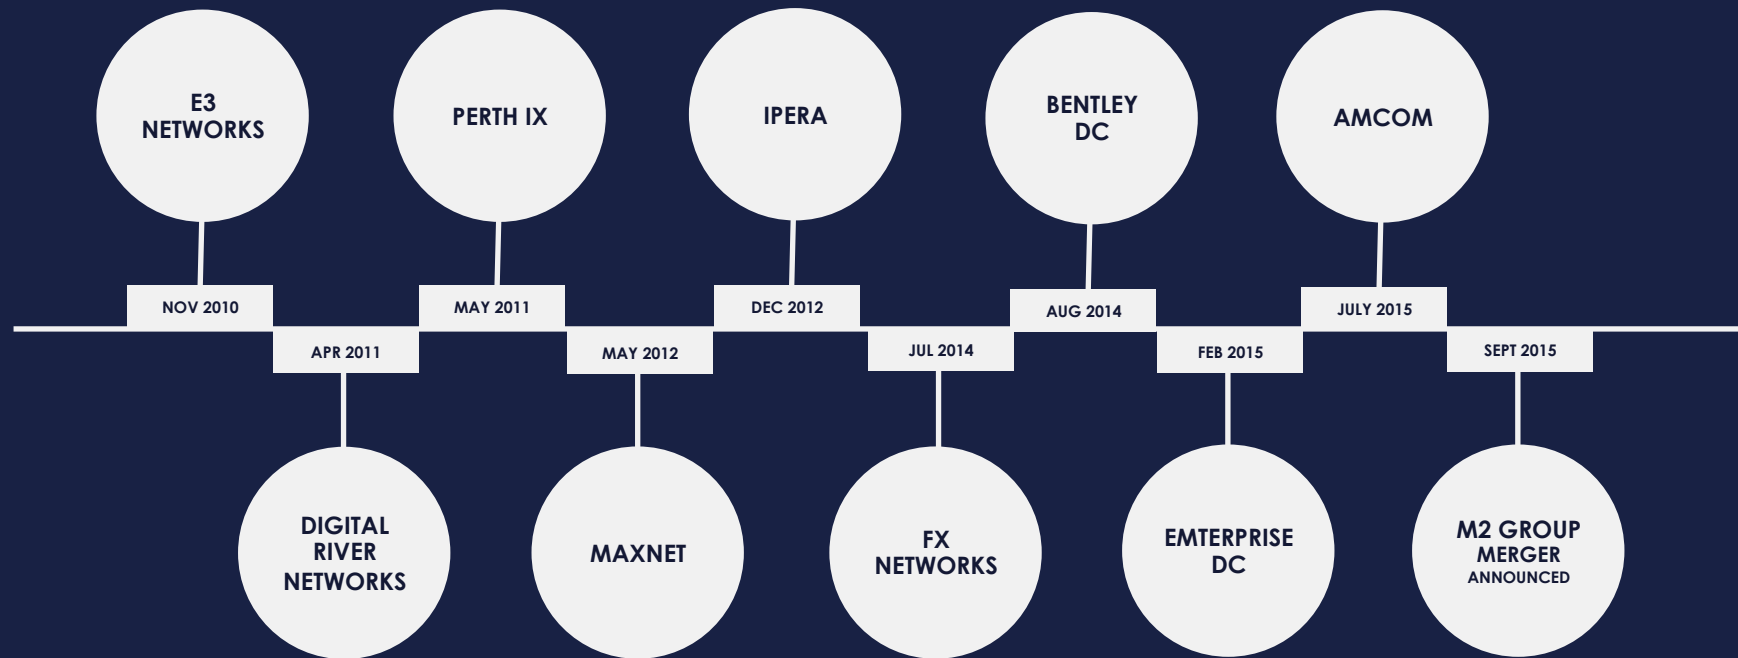 E3
NETWORKS
PERTH IX
IPERA
BENTLEY
DC
AMCOM
NOV 2010
MAY 2011
DEC 2012
AUG 2014
JULY 2015
APR 2011
MAY 2012
JUL 2014
FEB 2015
SEPT 2015
DIGITAL
RIVER
NETWORKS
MAXNET
FX
NETWORKS
EMTERPRISE
DC
M2 GROUP
MERGER
ANNOUNCED